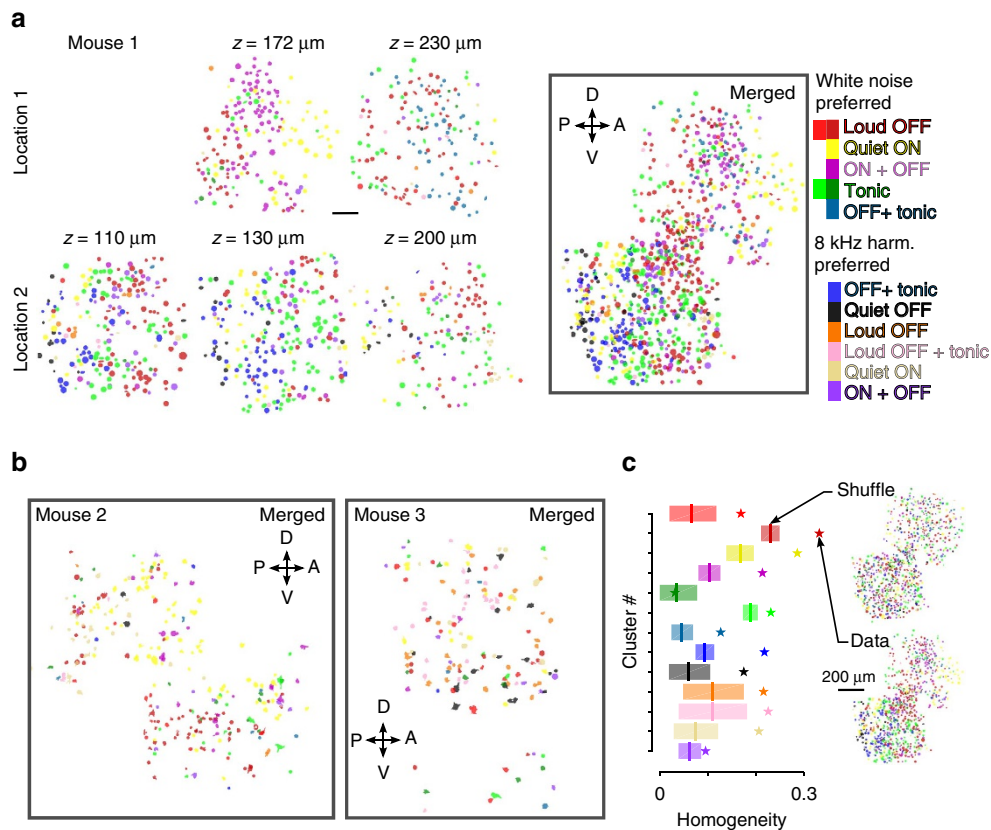 a
Mouse 1
z = 172 μm
z = 230 μm
Location 1
z = 110 μm
z = 130 μm
z = 200 μm
Location 2
Merged
D
P A
V
White noise
preferred
Loud OFF
Quiet ON
ON + OFF
Tonic
OFF+ tonic
8 kHz harm.
preferred
OFF+ tonic
Quiet OFF
Loud OFF
Loud OFF + tonic
Quiet ON
ON + OFF
b
Mouse 2
Merged
D
P A
V
Mouse 3
Merged
D
P A
V
c
Shuffle
Data
200 μm
Cluster #
0
0.3
Homogeneity